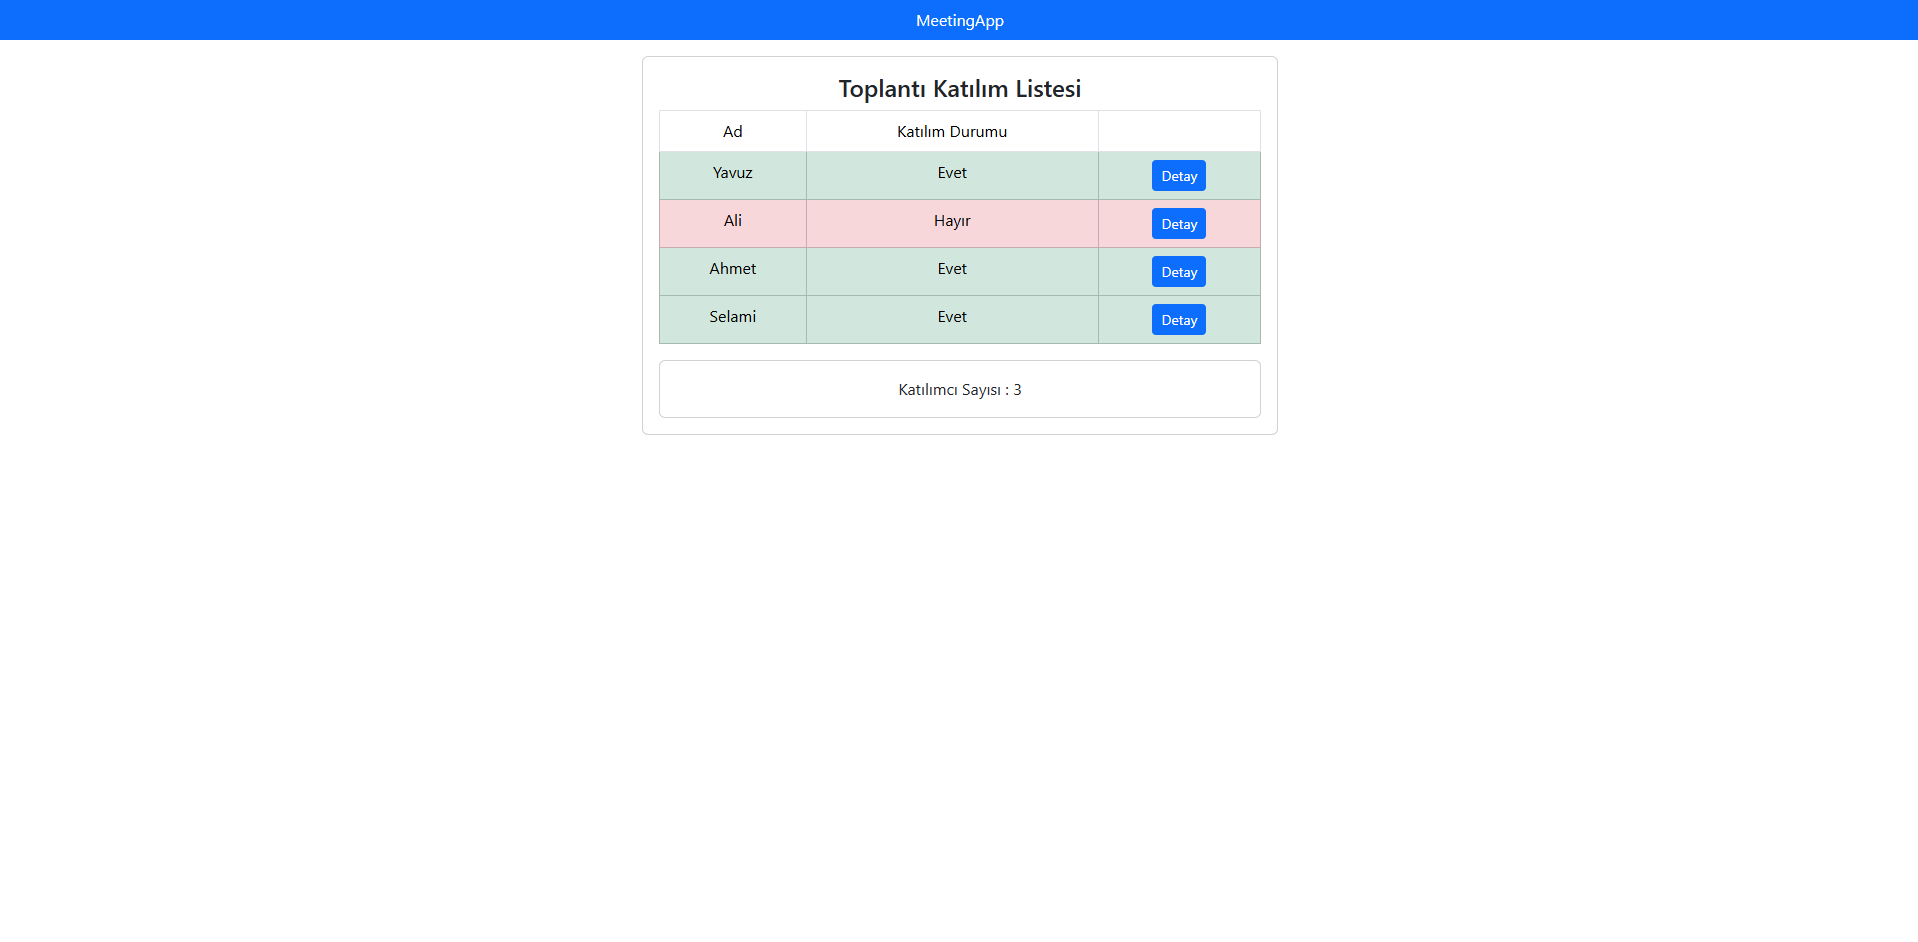 MeetingApp
Toplantı Katılım Listesi
Ad Katılım Durumu
Yavuz Evet Detay
Ali Hayır Detay
Ahmet Evet Detay
Selami Evet Detay
Katılımcı Sayısı : 3